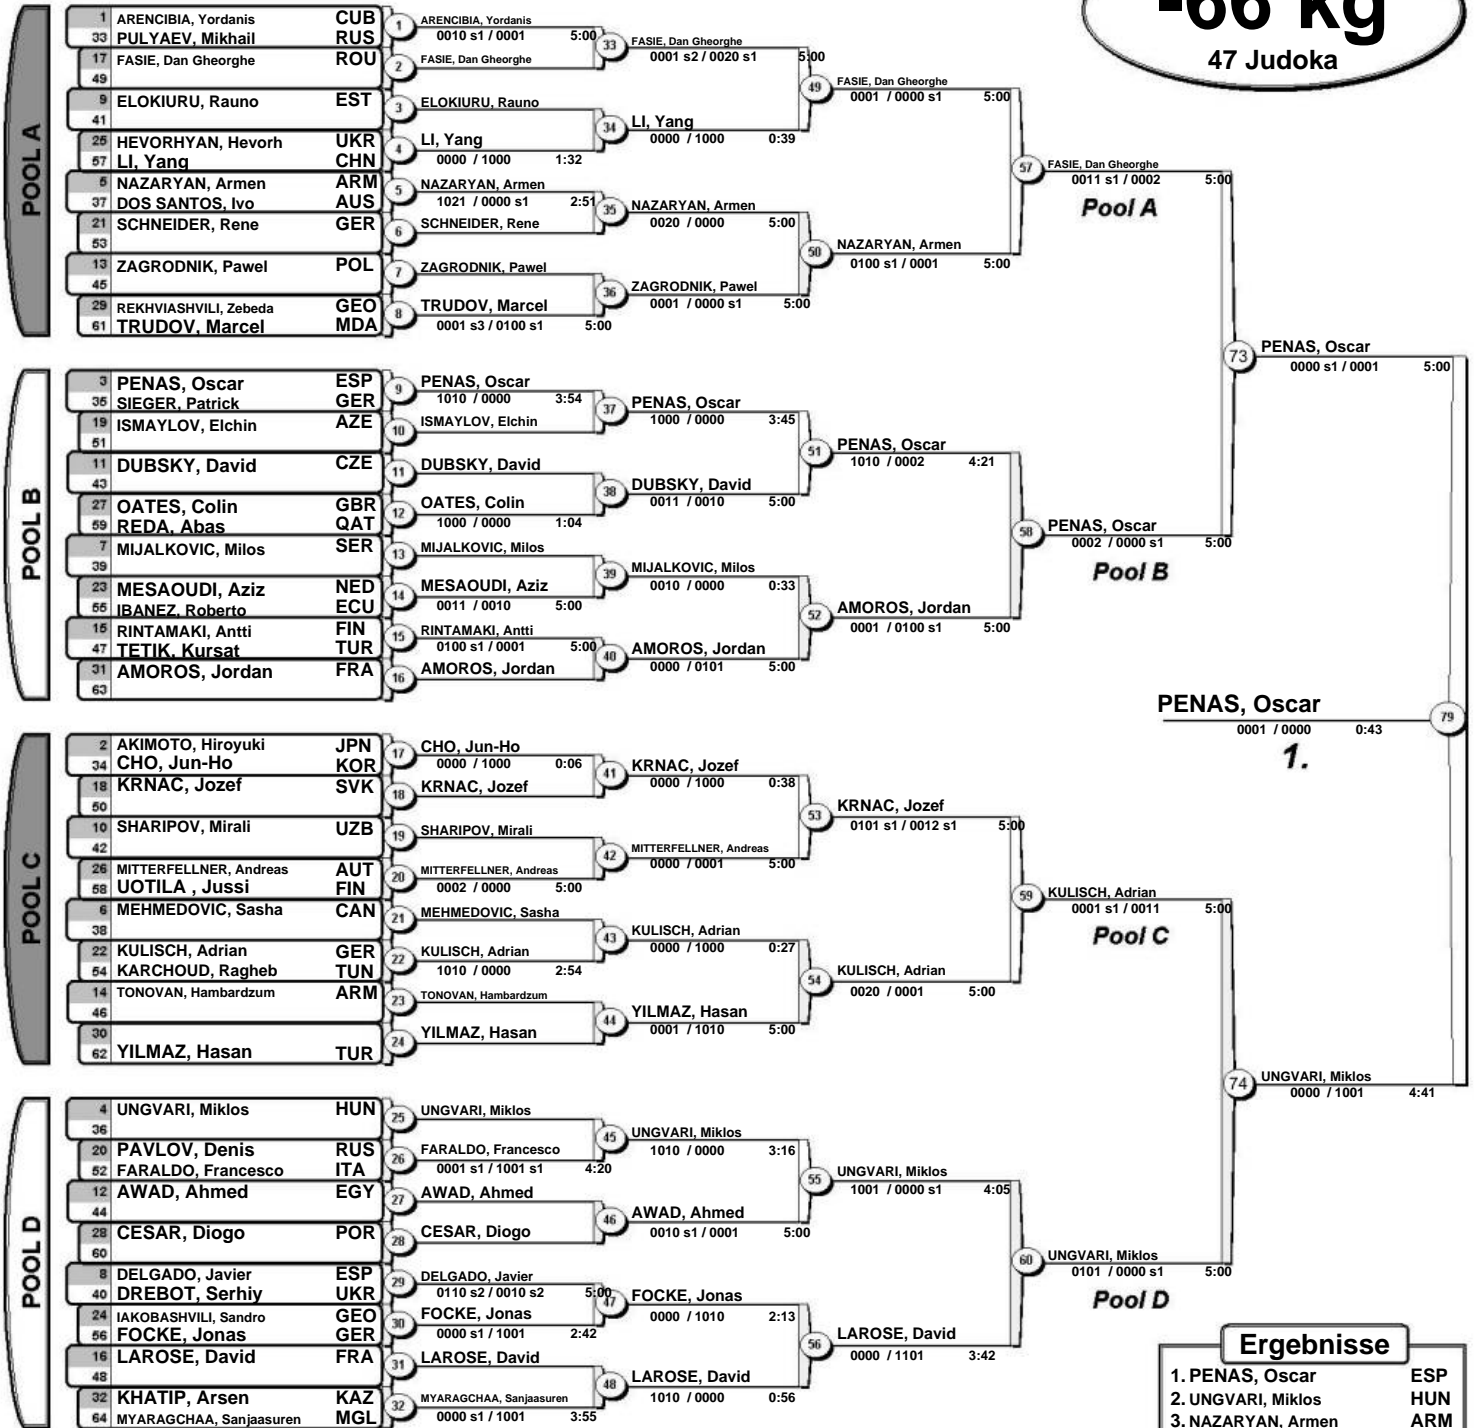 -66 kg
47 Judoka
POOL A
1 ARENCIBIA, Yordanis CUB
33 PULYAEV, Mikhail RUS
17 FASIE, Dan Gheorghe ROU
49
9 ELOKIURU, Rauno EST
41
25 HEVORHYAN, Hevorh UKR
57 LI, Yang CHN
5 NAZARYAN, Armen ARM
37 DOS SANTOS, Ivo AUS
21 SCHNEIDER, Rene GER
53
13 ZAGRODNIK, Pawel POL
45
29 REKHVIASHVILI, Zebeda GEO
61 TRUDOV, Marcel MDA
1 ARENCIBIA, Yordanis
0010 s1 / 0001 5:00
2 FASIE, Dan Gheorghe
3 ELOKIURU, Rauno
4 LI, Yang
0000 / 1000 1:32
5 NAZARYAN, Armen
1021 / 0000 s1 2:51
6 SCHNEIDER, Rene
7 ZAGRODNIK, Pawel
8 TRUDOV, Marcel
0001 s3 / 0100 s1 5:00
33 FASIE, Dan Gheorghe
0001 s2 / 0020 s1 5:00
34 LI, Yang
0000 / 1000 0:39
35 NAZARYAN, Armen
0020 / 0000 5:00
36 ZAGRODNIK, Pawel
0001 / 0000 s1 5:00
49 FASIE, Dan Gheorghe
0001 / 0000 s1 5:00
50 NAZARYAN, Armen
0100 s1 / 0001 5:00
57 FASIE, Dan Gheorghe
0011 s1 / 0002 5:00
Pool A
POOL B
3 PENAS, Oscar ESP
35 SIEGER, Patrick GER
19 ISMAYLOV, Elchin AZE
51
11 DUBSKY, David CZE
43
27 OATES, Colin GBR
59 REDA, Abas QAT
7 MIJALKOVIC, Milos SER
39
23 MESAOUDI, Aziz NED
55 IBANEZ, Roberto ECU
15 RINTAMAKI, Antti FIN
47 TETIK, Kursat TUR
31 AMOROS, Jordan FRA
63
9 PENAS, Oscar
1010 / 0000 3:54
10 ISMAYLOV, Elchin
11 DUBSKY, David
12 OATES, Colin
1000 / 0000 1:04
13 MIJALKOVIC, Milos
14 MESAOUDI, Aziz
0011 / 0010 5:00
15 RINTAMAKI, Antti
0100 s1 / 0001 5:00
16 AMOROS, Jordan
37 PENAS, Oscar
1000 / 0000 3:45
38 DUBSKY, David
0011 / 0010 5:00
39 MIJALKOVIC, Milos
0010 / 0000 0:33
40 AMOROS, Jordan
0000 / 0101 5:00
51 PENAS, Oscar
1010 / 0002 4:21
52 AMOROS, Jordan
0001 / 0100 s1 5:00
58 PENAS, Oscar
0002 / 0000 s1 5:00
Pool B
73 PENAS, Oscar
0000 s1 / 0001 5:00
PENAS, Oscar 79
0001 / 0000 0:43
1.
POOL C
2 AKIMOTO, Hiroyuki JPN
34 CHO, Jun-Ho KOR
18 KRNAC, Jozef SVK
50
10 SHARIPOV, Mirali UZB
42
26 MITTERFELLNER, Andreas AUT
58 UOTILA , Jussi FIN
6 MEHMEDOVIC, Sasha CAN
38
22 KULISCH, Adrian GER
54 KARCHOUD, Ragheb TUN
14 TONOVAN, Hambardzum ARM
46
30
62 YILMAZ, Hasan TUR
17 CHO, Jun-Ho
0000 / 1000 0:06
18 KRNAC, Jozef
19 SHARIPOV, Mirali
20 MITTERFELLNER, Andreas
0002 / 0000 5:00
21 MEHMEDOVIC, Sasha
22 KULISCH, Adrian
1010 / 0000 2:54
23 TONOVAN, Hambardzum
24 YILMAZ, Hasan
41 KRNAC, Jozef
0000 / 1000 0:38
42 MITTERFELLNER, Andreas
0000 / 0001 5:00
43 KULISCH, Adrian
0000 / 1000 0:27
44 YILMAZ, Hasan
0001 / 1010 5:00
53 KRNAC, Jozef
0101 s1 / 0012 s1 5:00
54 KULISCH, Adrian
0020 / 0001 5:00
59 KULISCH, Adrian
0001 s1 / 0011 5:00
Pool C
POOL D
4 UNGVARI, Miklos HUN
36
20 PAVLOV, Denis RUS
52 FARALDO, Francesco ITA
12 AWAD, Ahmed EGY
44
28 CESAR, Diogo POR
60
8 DELGADO, Javier ESP
40 DREBOT, Serhiy UKR
24 IAKOBASHVILI, Sandro GEO
56 FOCKE, Jonas GER
16 LAROSE, David FRA
48
32 KHATIP, Arsen KAZ
64 MYARAGCHAA, Sanjaasuren MGL
25 UNGVARI, Miklos
26 FARALDO, Francesco
0001 s1 / 1001 s1 4:20
27 AWAD, Ahmed
28 CESAR, Diogo
29 DELGADO, Javier
0110 s2 / 0010 s2 5:00
30 FOCKE, Jonas
0000 s1 / 1001 2:42
31 LAROSE, David
32 MYARAGCHAA, Sanjaasuren
0000 s1 / 1001 3:55
45 UNGVARI, Miklos
1010 / 0000 3:16
46 AWAD, Ahmed
0010 s1 / 0001 5:00
47 FOCKE, Jonas
0000 / 1010 2:13
48 LAROSE, David
1010 / 0000 0:56
55 UNGVARI, Miklos
1001 / 0000 s1 4:05
56 LAROSE, David
0000 / 1101 3:42
60 UNGVARI, Miklos
0101 / 0000 s1 5:00
Pool D
74 UNGVARI, Miklos
0000 / 1001 4:41
Ergebnisse
1. PENAS, Oscar ESP
2. UNGVARI, Miklos HUN
3. NAZARYAN, Armen ARM